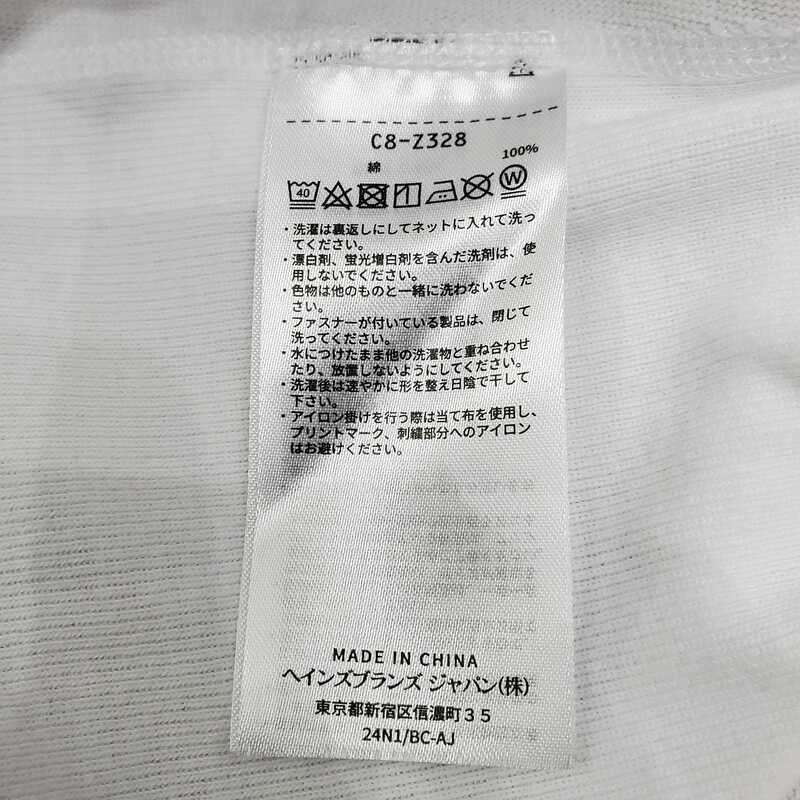 C8-Z328
綿 100%
40
W
・洗濯は裏返しにしてネットに入れて洗っ
てください。
・漂白剤、蛍光増白剤を含んだ洗剤は、使
用しないでください。
・色物は他のものと一緒に洗わないでくだ
さい。
・ファスナーが付いている製品は、閉じて
洗ってください。
・水につけたまま他の洗濯物と重ね合わせ
たり、放置しないようにしてください。
・洗濯後は速やかに形を整え日陰で干して
下さい。
・アイロン掛けを行う際は当て布を使用し、
プリントマーク、刺繍部分へのアイロン
はお避けください。
MADE IN CHINA
ヘインズブランズ ジャパン(株)
東京都新宿区信濃町35
24N1/BC-AJ